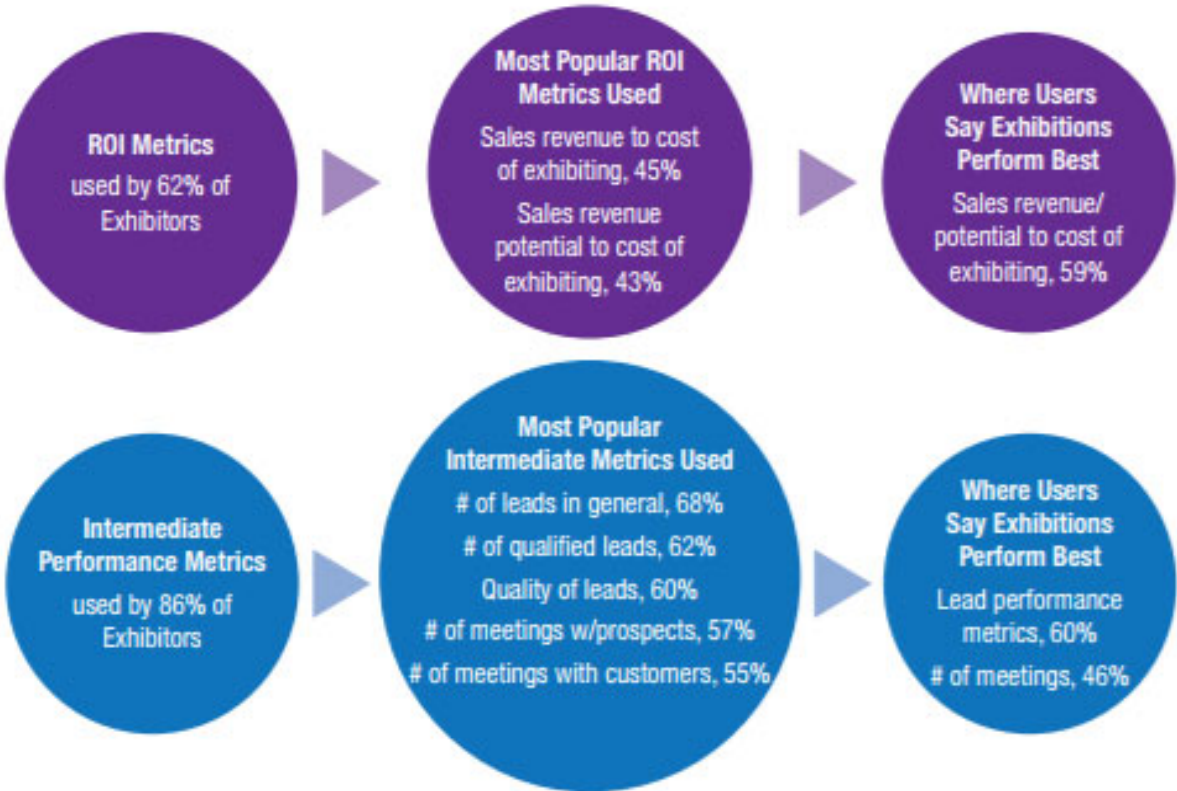 ROI Metrics
used by 62% of
Exhibitors
Most Popular ROI
Metrics Used
Sales revenue to cost
of exhibiting, 45%
Sales revenue
potential to cost of
exhibiting, 43%
Where Users
Say Exhibitions
Perform Best
Sales revenue/
potential to cost of
exhibiting, 59%
Intermediate
Performance Metrics
used by 86% of
Exhibitors
Most Popular
Intermediate Metrics Used
# of leads in general, 68%
# of qualified leads, 62%
Quality of leads, 60%
# of meetings w/prospects, 57%
# of meetings with customers, 55%
Where Users
Say Exhibitions
Perform Best
Lead performance
metrics, 60%
# of meetings, 46%